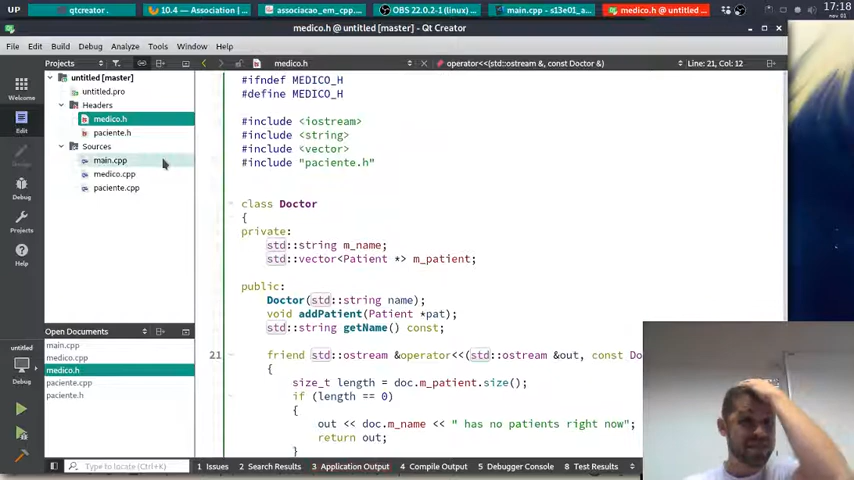 UP
qtcreator .
10.4 — Association |...
associacao_em_cpp....
OBS 22.0.2-1 (linux) ...
main.cpp - s13e01_a...
medico.h @ untitled ...
17:18
nov 01
medico.h @ untitled [master] - Qt Creator
File Edit Build Debug Analyze Tools Window Help
Projects
medico.h
operator<<(std::ostream &, const Doctor &)
Line: 21, Col: 12
Welcome
Edit
Design
Debug
Projects
Help
untitled
Debug
untitled [master]
untitled.pro
Headers
medico.h
paciente.h
Sources
main.cpp
medico.cpp
paciente.cpp
Open Documents
main.cpp
medico.cpp
medico.h
paciente.cpp
paciente.h
#ifndef MEDICO_H
#define MEDICO_H
#include <iostream>
#include <string>
#include <vector>
#include "paciente.h"
class Doctor
{
private:
std::string m_name;
std::vector<Patient *> m_patient;
public:
Doctor(std::string name);
void addPatient(Patient *pat);
std::string getName() const;
21
friend std::ostream &operator<<(std::ostream &out, const Do
{
size_t length = doc.m_patient.size();
if (length == 0)
{
out << doc.m_name << " has no patients right now";
return out;
}
Type to locate (Ctrl+K)
1 Issues
2 Search Results
3 Application Output
4 Compile Output
5 Debugger Console
8 Test Results